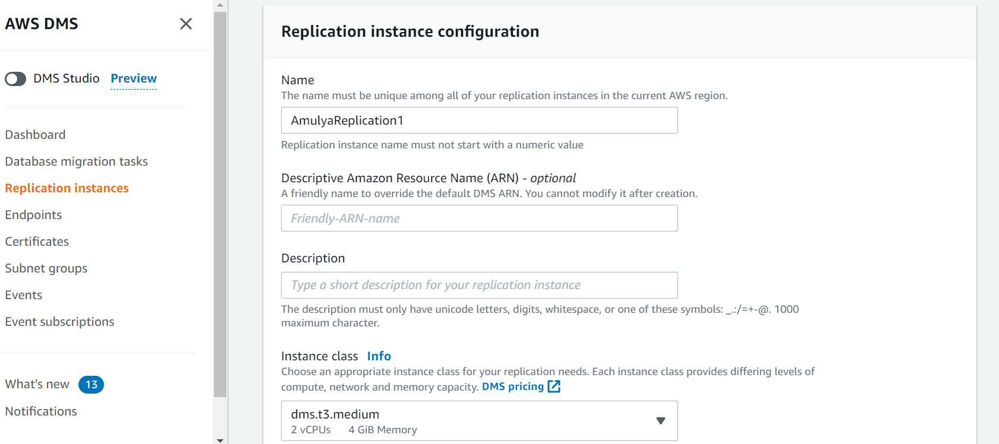 AWS DMS
DMS Studio Preview
Dashboard
Database migration tasks
Replication instances
Endpoints
Certificates
Subnet groups
Events
Event subscriptions
What's new 13
Notifications
Replication instance configuration
Name
The name must be unique among all of your replication instances in the current AWS region.
AmulyaReplication1
Replication instance name must not start with a numeric value
Descriptive Amazon Resource Name (ARN) - optional
A friendly name to override the default DMS ARN. You cannot modify it after creation.
Friendly-ARN-name
Description
Type a short description for your replication instance
The description must only have unicode letters, digits, whitespace, or one of these symbols: _.:/=+-@. 1000
maximum character.
Instance class Info
Choose an appropriate instance class for your replication needs. Each instance class provides differing levels of
compute, network and memory capacity. DMS pricing
dms.t3.medium
2 vCPUs 4 GiB Memory